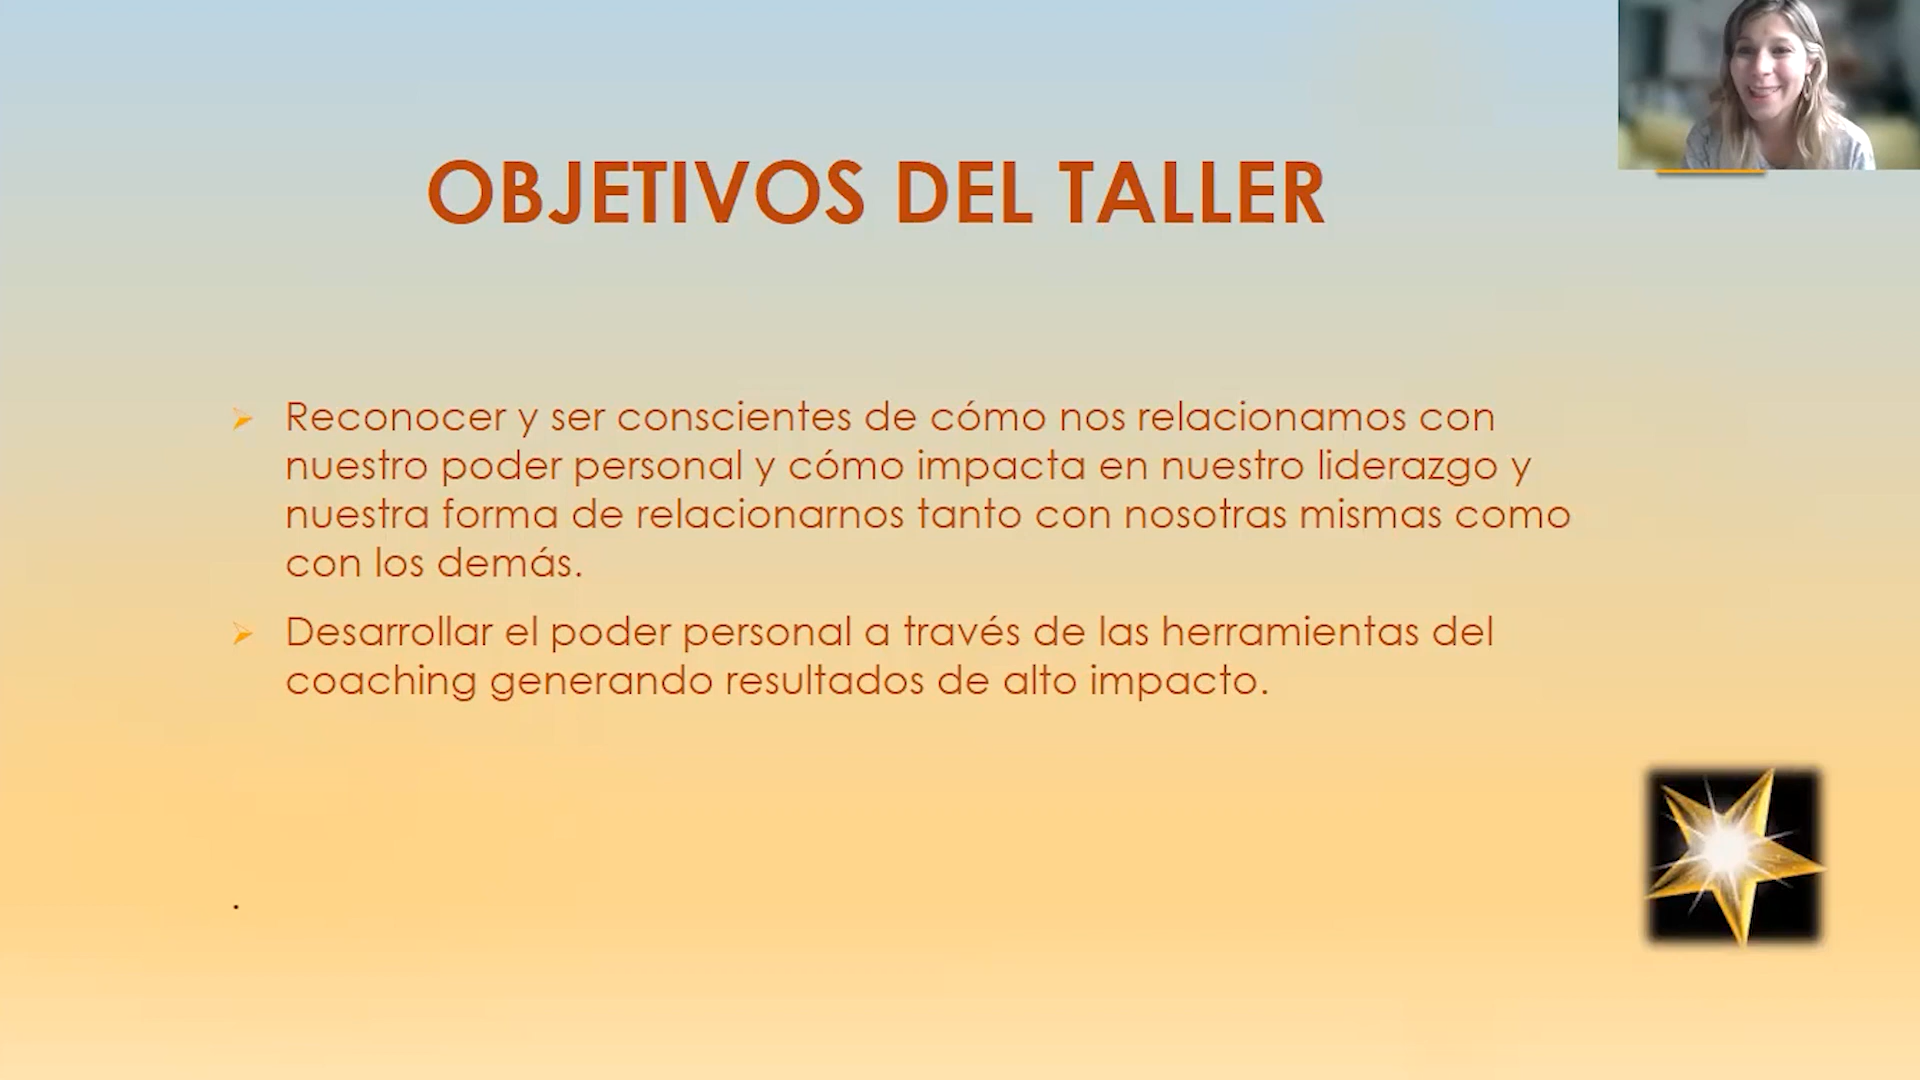 OBJETIVOS DEL TALLER
Reconocer y ser conscientes de cómo nos relacionamos con
nuestro poder personal y cómo impacta en nuestro liderazgo y
nuestra forma de relacionarnos tanto con nosotras mismas como
con los demás.
Desarrollar el poder personal a través de las herramientas del
coaching generando resultados de alto impacto.
.